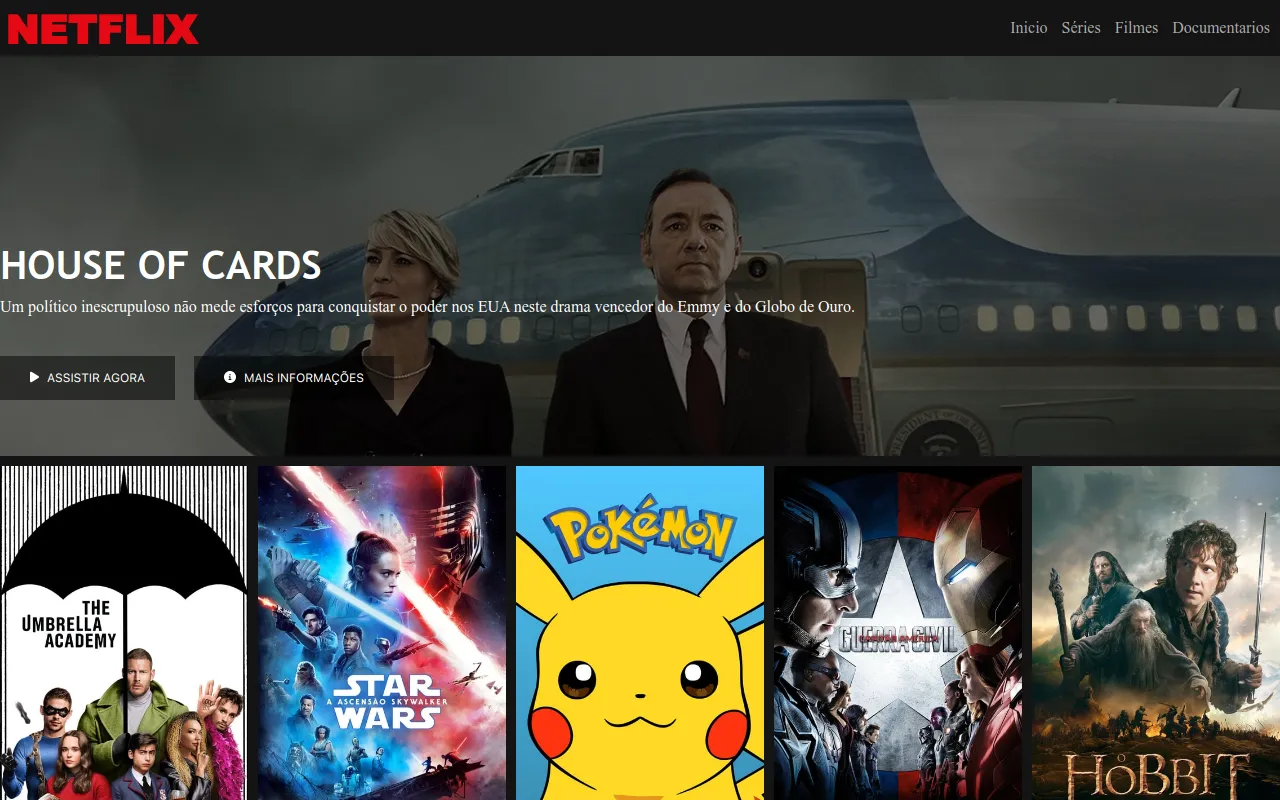 NETFLIX
Inicio Séries Filmes Documentarios
HOUSE OF CARDS
Um político inescrupuloso não mede esforços para conquistar o poder nos EUA neste drama vencedor do Emmy e do Globo de Ouro.
ASSISTIR AGORA
MAIS INFORMAÇÕES
THE
UMBRELLA
ACADEMY
STAR
A ASCENSÃO SKYWALKER
WARS
POKéMON
GUERRA CIVIL
CAPITÃO AMÉRICA
HOBBIT